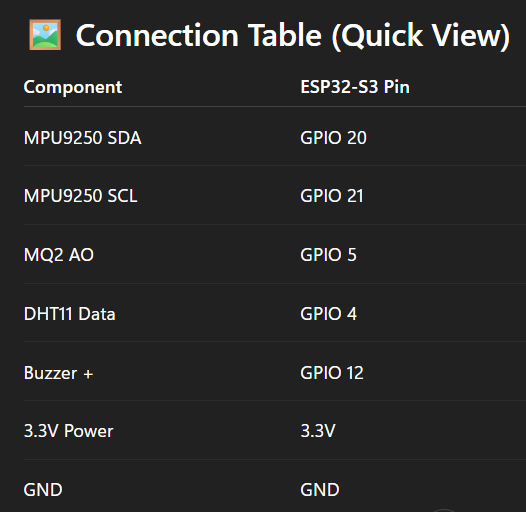 Connection Table (Quick View)
Component ESP32-S3 Pin
MPU9250 SDA GPIO 20
MPU9250 SCL GPIO 21
MQ2 AO GPIO 5
DHT11 Data GPIO 4
Buzzer + GPIO 12
3.3V Power 3.3V
GND GND